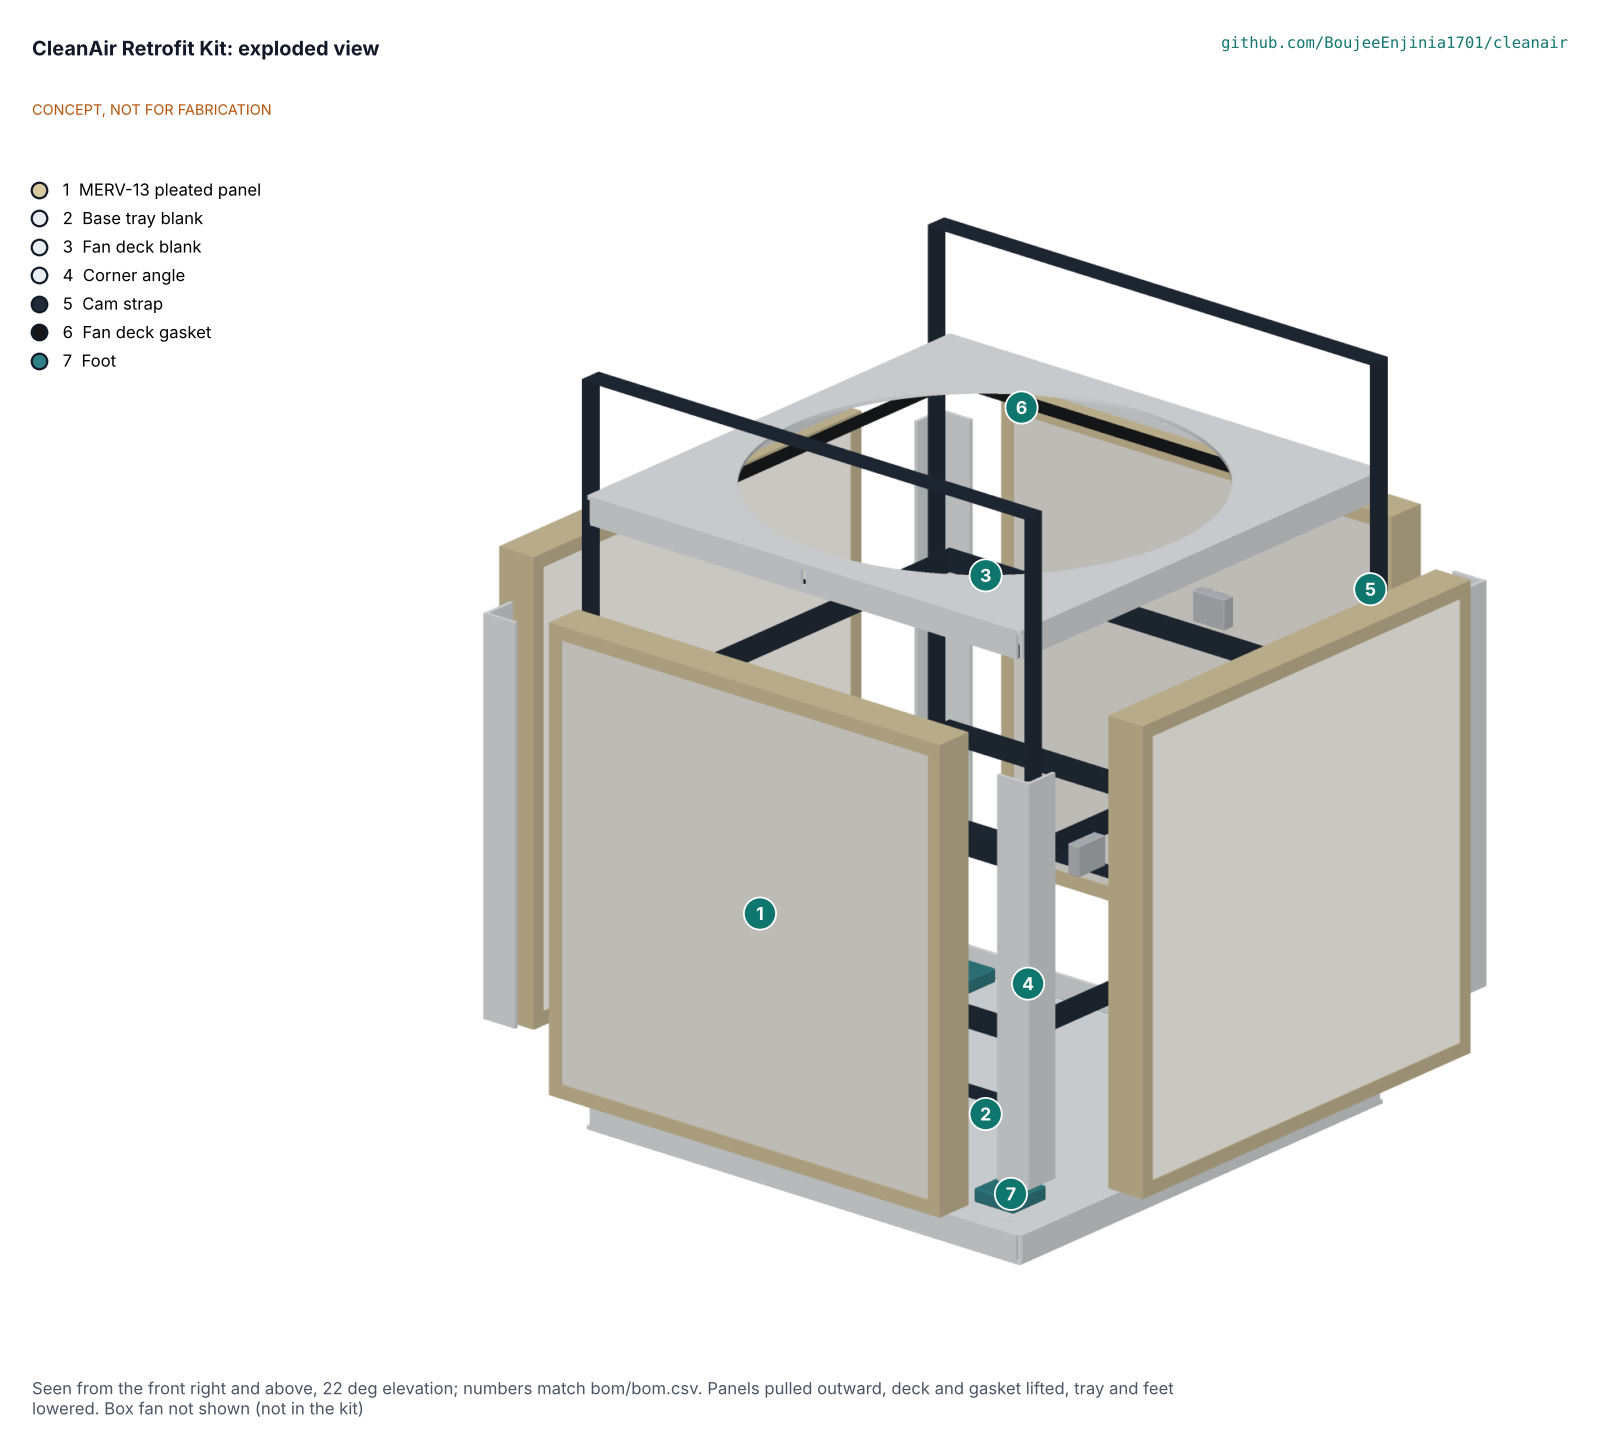 CleanAir Retrofit Kit: exploded view
github.com/BoujeeEnjinia1701/cleanair
CONCEPT, NOT FOR FABRICATION
1 MERV-13 pleated panel
2 Base tray blank
3 Fan deck blank
4 Corner angle
5 Cam strap
6 Fan deck gasket
7 Foot
6
3
5
1
4
2
7
Seen from the front right and above, 22 deg elevation; numbers match bom/bom.csv. Panels pulled outward, deck and gasket lifted, tray and feet
lowered. Box fan not shown (not in the kit)